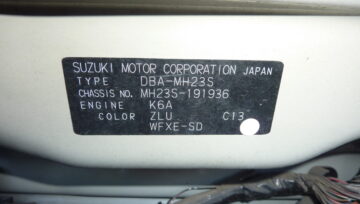 SUZUKI MOTOR CORPORATION JAPAN
TYPE DBA-MH23S
CHASSIS NO. MH23S-191936
ENGINE K6A
COLOR ZLU C13
WFXE-SD